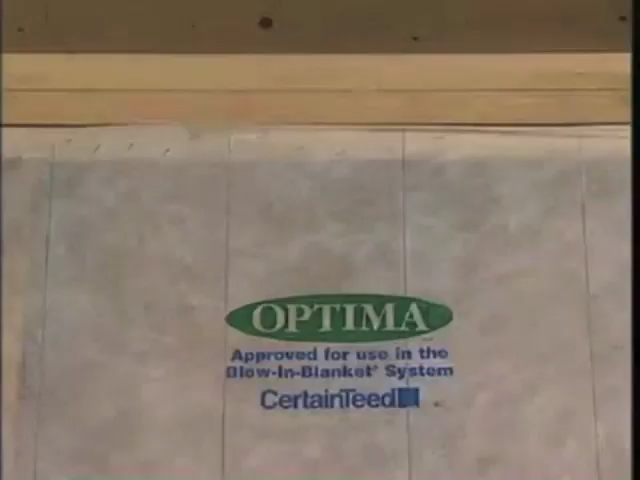 OPTIMA
Approved for use in the
Blow-In-Blanket® System
CertainTeed